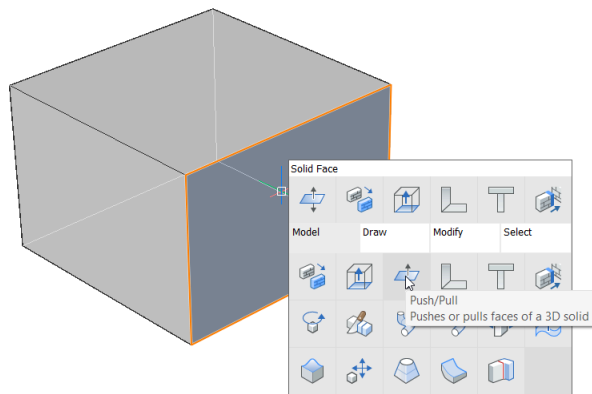 Solid Face
Model Draw Modify Select
Push/Pull
Pushes or pulls faces of a 3D solid